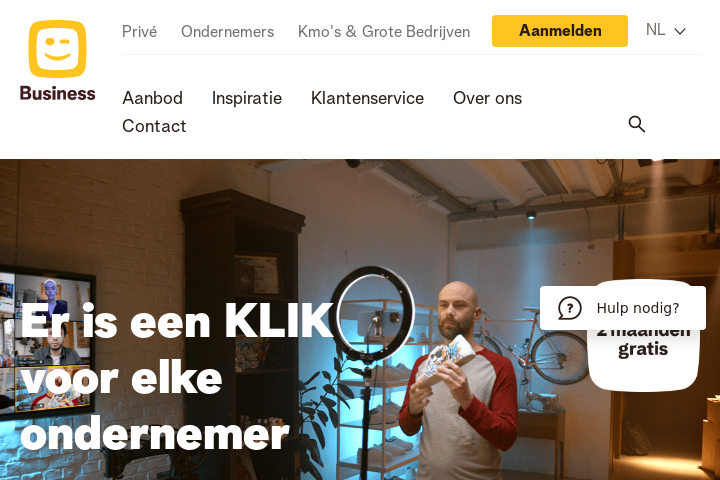 Privé Ondernemers Kmo's & Grote Bedrijven Aanmelden NL
Business
Aanbod Inspiratie Klantenservice Over ons
Contact
Er is een KLIK
voor elke
ondernemer
Hulp nodig?
2 maanden
gratis